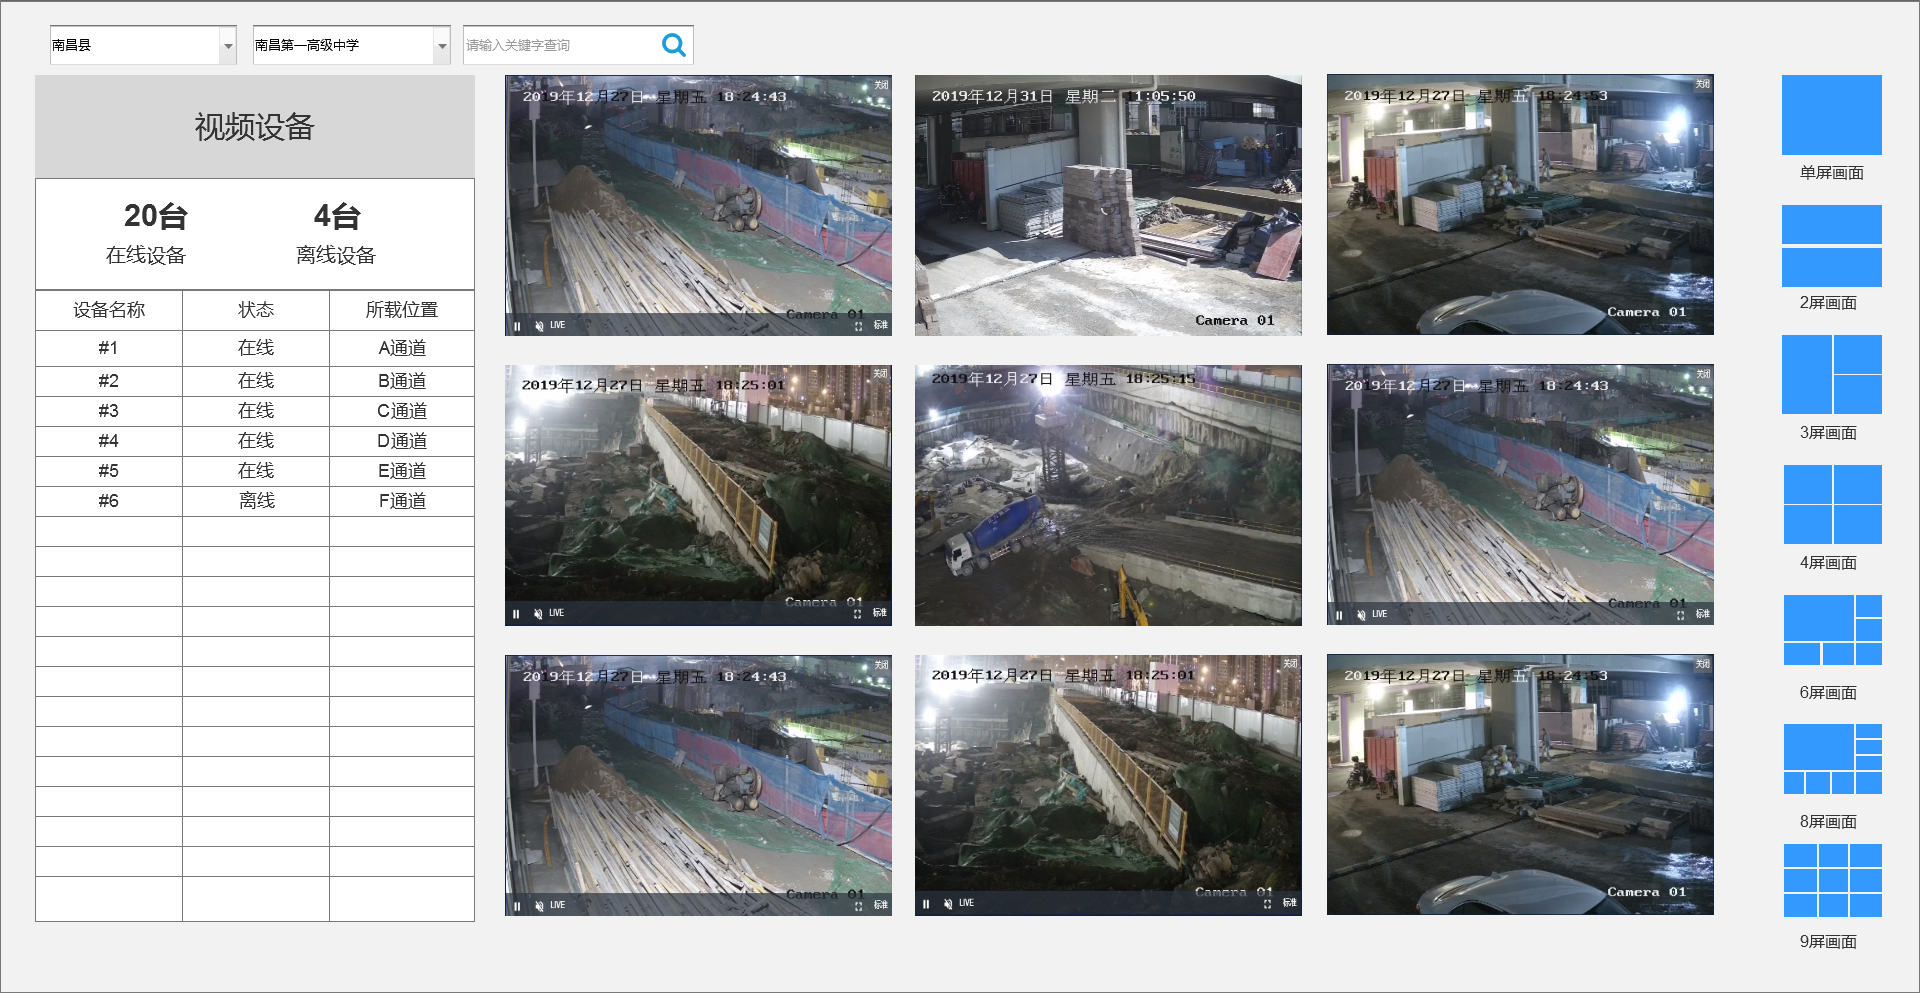 南昌县
南昌第一高级中学
请输入关键字查询
视频设备
20台
4台
在线设备
离线设备
设备名称 状态 所载位置
#1 在线 A通道
#2 在线 B通道
#3 在线 C通道
#4 在线 D通道
#5 在线 E通道
#6 离线 F通道
关闭
2019年12月27日 星期五 18:24:43
Camera 01
LIVE
标准
2019年12月31日 星期二 11:05:50
Camera 01
关闭
2019年12月27日 星期五 18:24:53
Camera 01
关闭
2019年12月27日 星期五 18:25:01
Camera 01
LIVE
标准
2019年12月27日 星期五 18:25:15
关闭
2019年12月27日 星期五 18:24:43
Camera 01
LIVE
标准
关闭
2019年12月27日 星期五 18:24:43
Camera 01
LIVE
标准
关闭
2019年12月27日 星期五 18:25:01
Camera 01
LIVE
标准
关闭
2019年12月27日 星期五 18:24:53
Camera 01
单屏画面
2屏画面
3屏画面
4屏画面
6屏画面
8屏画面
9屏画面